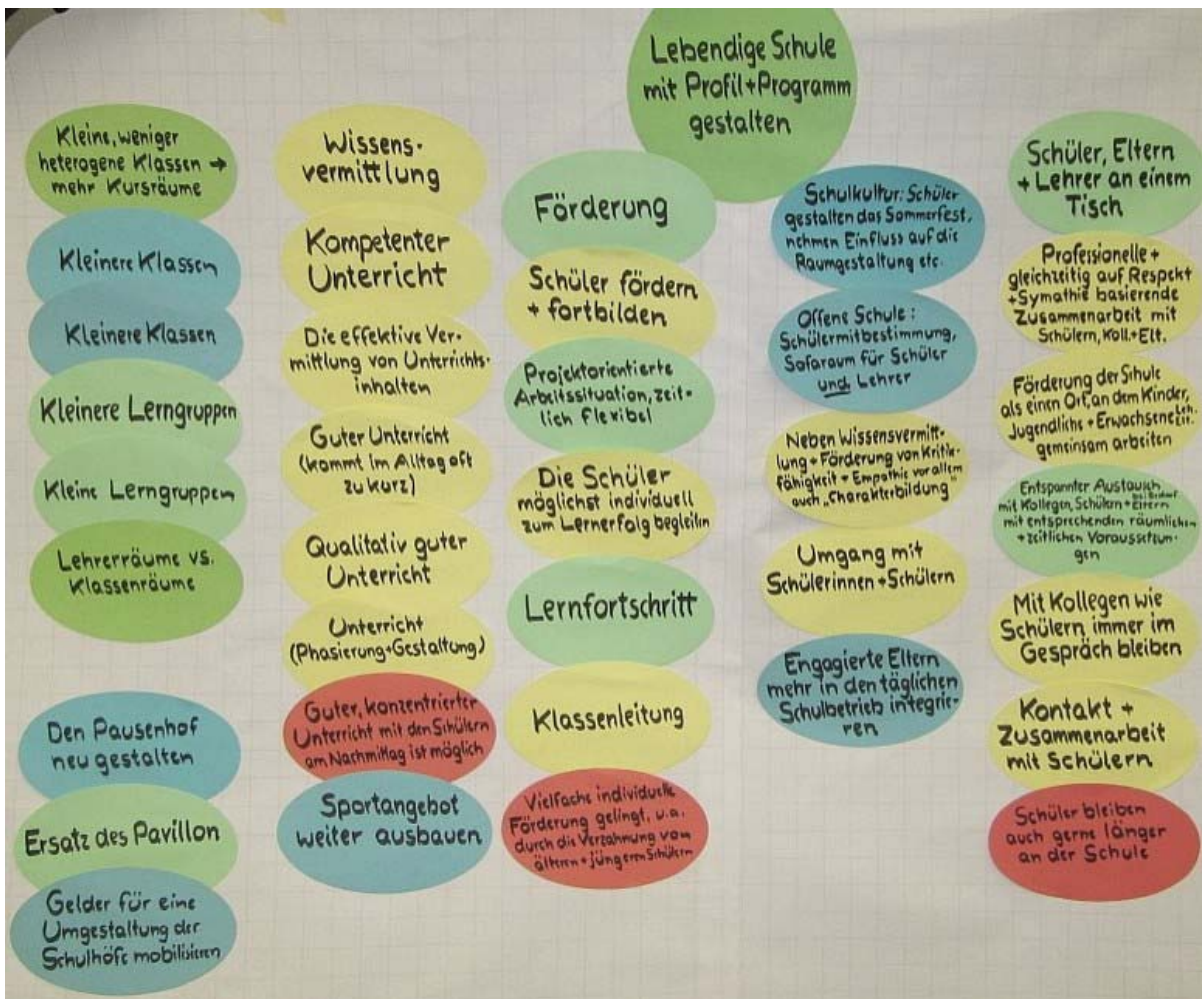 Lebendige Schule
mit Profil+Programm
gestalten
Kleine, weniger
heterogene Klassen →
mehr Kursräume
Kleinere Klassen
Kleinere Klassen
Kleinere Lerngruppen
Kleine Lerngruppen
Lehrerräume vs.
Klassenräume
Den Pausenhof
neu gestalten
Ersatz des Pavillon
Gelder für eine
Umgestaltung der
Schulhöfe mobilisieren
Wissens-
vermittlung
Kompetenter
Unterricht
Die effektive Ver-
mittlung von Unterrichts-
inhalten
Guter Unterricht
(kommt im Alltag oft
zu kurz)
Qualitativ guter
Unterricht
Unterricht
(Phasierung+Gestaltung)
Guter, konzentrierter
Unterricht mit den Schülern
am Nachmittag ist möglich
Sportangebot
weiter ausbauen
Förderung
Schüler fördern
+ fortbilden
Projektorientierte
Arbeitssituation, zeit-
lich flexibel
Die Schüler
möglichst individuell
zum Lernerfolg begleiten
Lernfortschritt
Klassenleitung
Vielfache individuelle
Förderung gelingt, u.a.
durch die Verzahnung von
älteren + jüngeren Schülern
Schulkultur: Schüler
gestalten das Sommerfest,
nehmen Einfluss auf die
Raumgestaltung etc.
Offene Schule:
Schülermitbestimmung,
Sofaraum für Schüler
und Lehrer
Neben Wissensvermitt-
lung + Förderung von Kritik-
fähigkeit + Empathie vor allem
auch „Charakterbildung"
Umgang mit
Schülerinnen + Schülern
Engagierte Eltern
mehr in den täglichen
Schulbetrieb integrie-
ren
Schüler, Eltern
+ Lehrer an einem
Tisch
Professionelle +
gleichzeitig auf Respekt
+ Symathie basierende
Zusammenarbeit mit
Schülern, Koll.+Elt.
Förderung der Schule
als einen Ort, an dem Kinder,
Jugendliche + Erwachsene
gemeinsam arbeiten
Entspannter Austausch
mit Kollegen, Schülern + Eltern
mit entsprechenden räumlichen
+ zeitlichen Voraussetzun-
gen
Mit Kollegen wie
Schülern immer im
Gespräch bleiben
Kontakt +
Zusammenarbeit
mit Schülern
Schüler bleiben
auch gerne länger
an der Schule